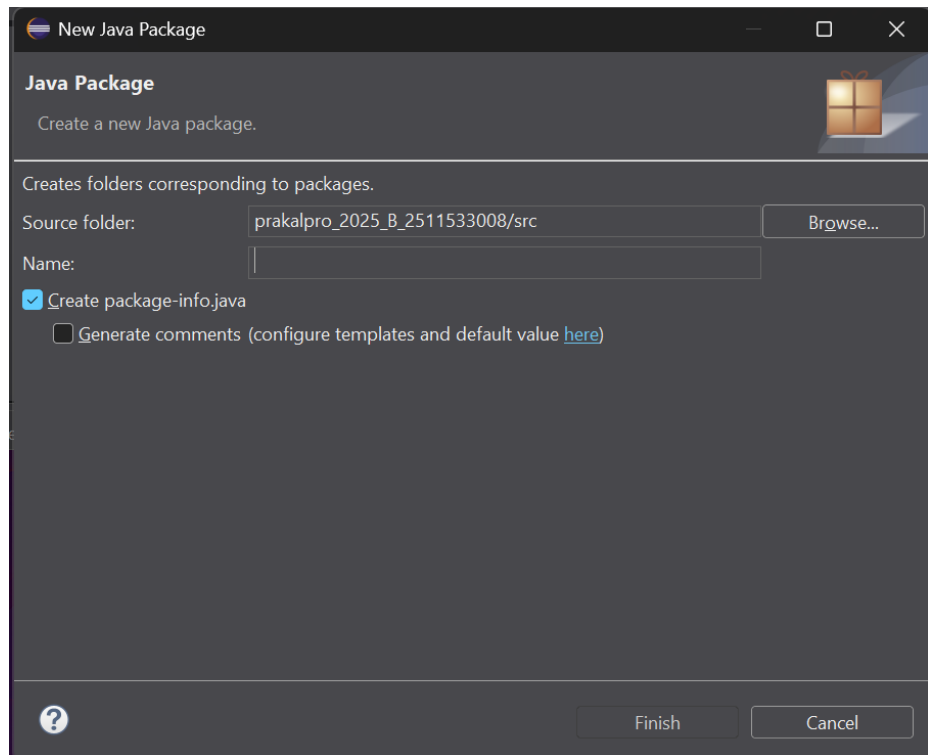 New Java Package
Java Package
Create a new Java package.
Creates folders corresponding to packages.
Source folder: prakalpro_2025_B_2511533008/src Browse...
Name:
Create package-info.java
Generate comments (configure templates and default value here)
? Finish Cancel